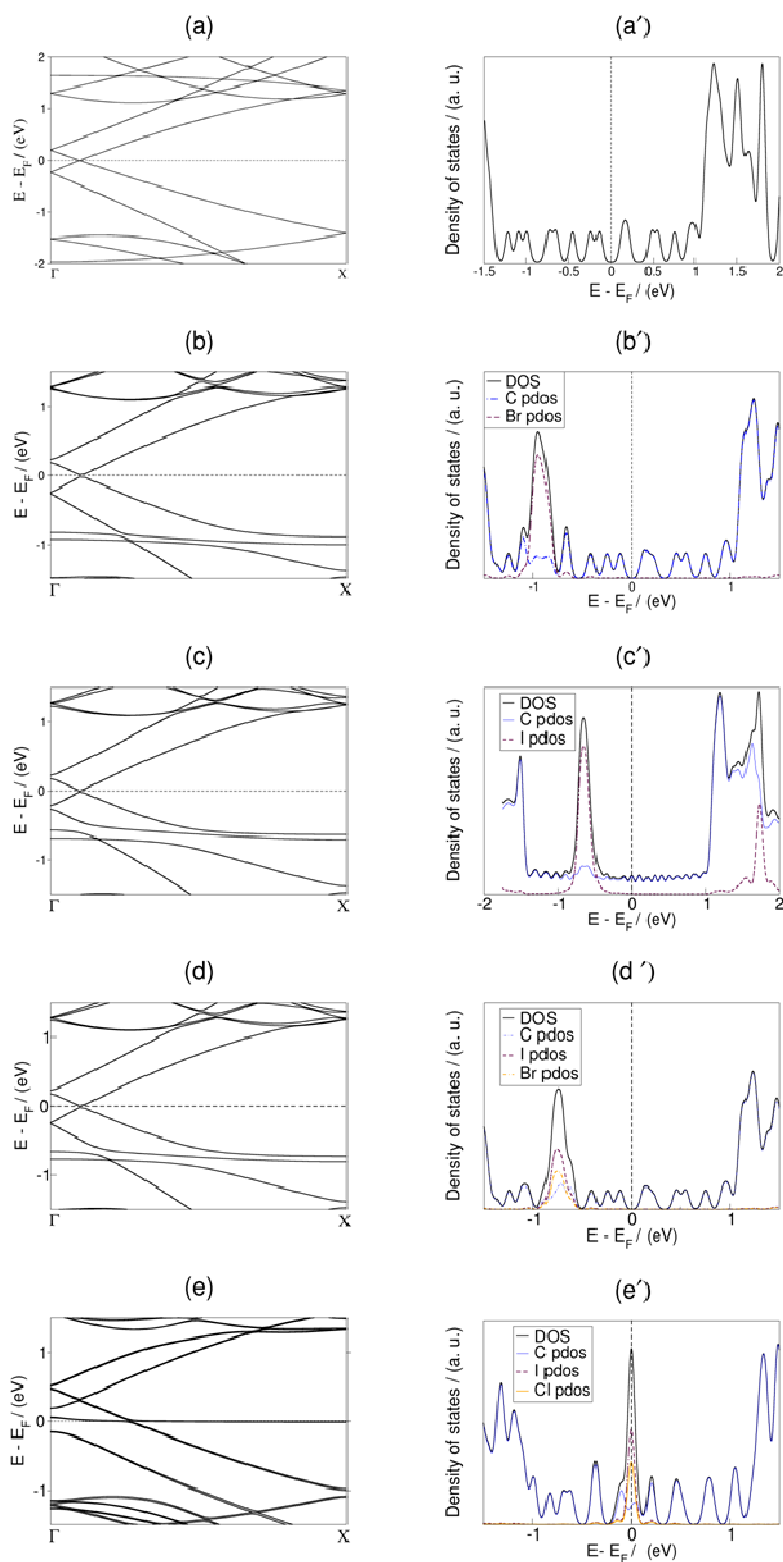 (a)
(a′)
2
1
0
-1
-2
E - E_F / (eV)
Γ
X
Density of states / (a. u.)
-1.5
-1
-0.5
0
0.5
1
1.5
2
E - E_F / (eV)
(b)
(b′)
1
0
-1
E - E_F / (eV)
Γ
X
Density of states / (a. u.)
DOS
C pdos
Br pdos
-1
0
1
E - E_F / (eV)
(c)
(c′)
1
0
-1
E - E_F / (eV)
Γ
X
Density of states / (a. u.)
DOS
C pdos
I pdos
-2
-1
0
1
2
E - E_F / (eV)
(d)
(d ′)
1
0
-1
E - E_F / (eV)
Γ
X
Density of states / (a. u.)
DOS
C pdos
I pdos
Br pdos
-1
0
1
E - E_F / (eV)
(e)
(e′)
1
0
-1
E - E_F / (eV)
Γ
X
Density of states / (a. u.)
DOS
C pdos
I pdos
Cl pdos
-1
0
1
E - E_F / (eV)